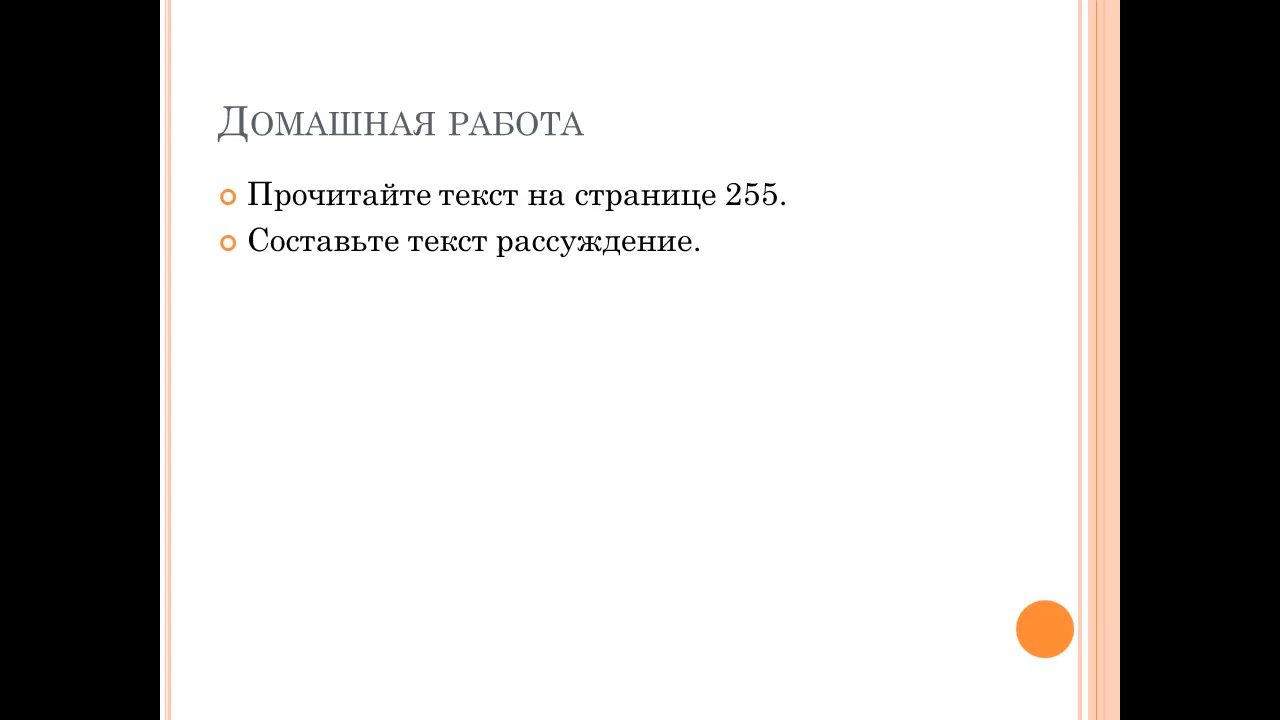 Домашная работа
Прочитайте текст на странице 255.
Составьте текст рассуждение.